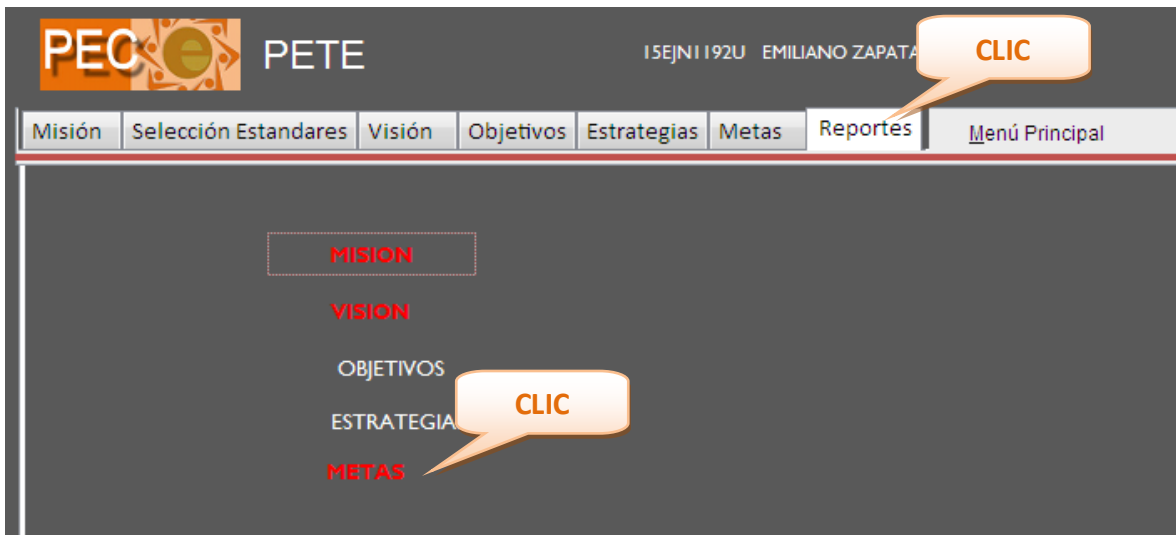 PEC e PETE 15EJN1192U EMILIANO ZAPATA CLIC
Misión Selección Estandares Visión Objetivos Estrategias Metas Reportes Menú Principal
MISION
VISION
OBJETIVOS
CLIC
ESTRATEGIA
METAS